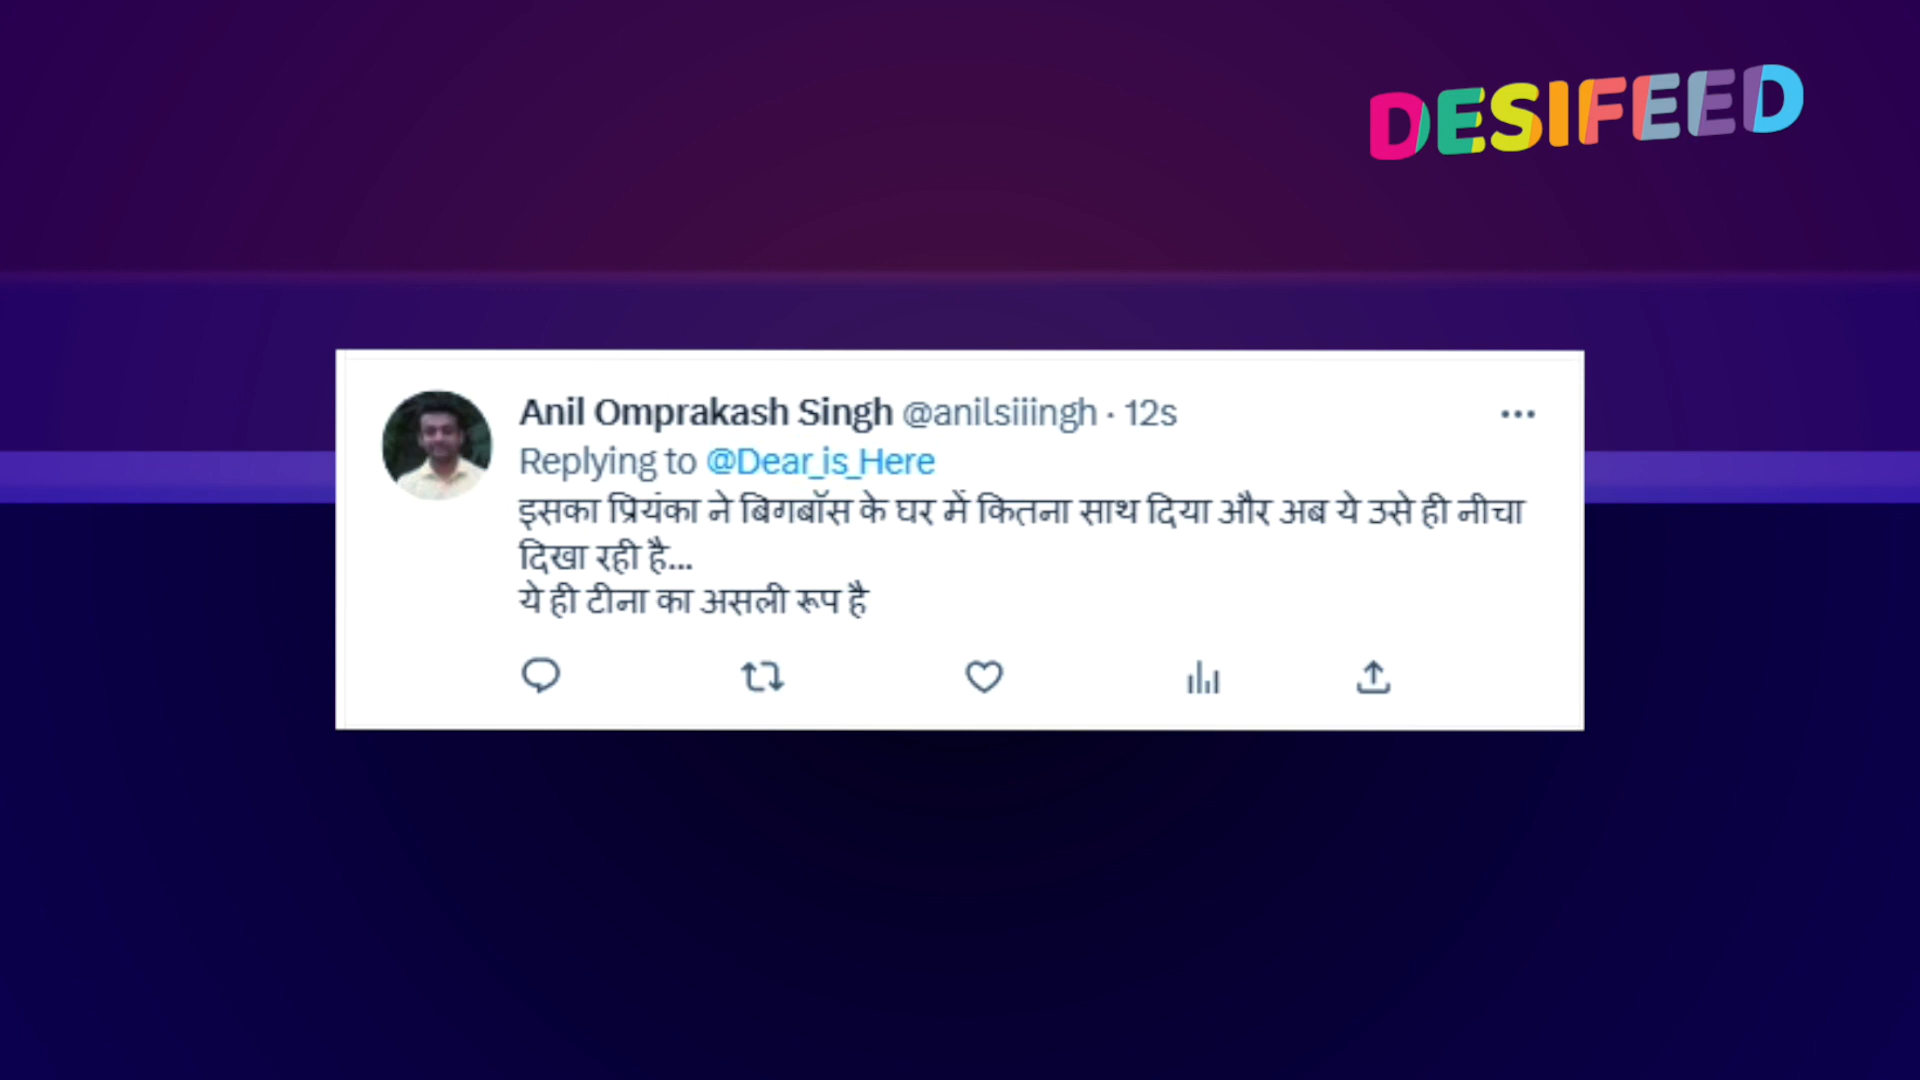 DESIFEED
Anil Omprakash Singh @anilsiiingh · 12s
Replying to @Dear_is_Here
इसका प्रियंका ने बिगबॉस के घर में कितना साथ दिया और अब ये उसे ही नीचा
दिखा रही है...
ये ही टीना का असली रूप है